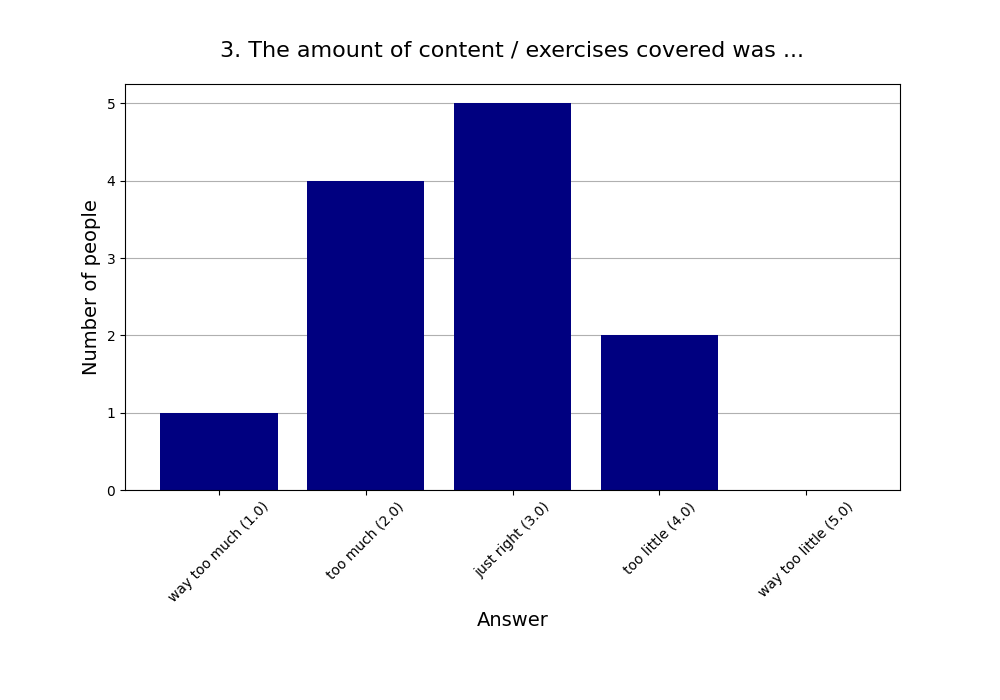 3. The amount of content / exercises covered was ...
Number of people
5
4
3
2
1
0
way too much (1.0)
too much (2.0)
just right (3.0)
too little (4.0)
way too little (5.0)
Answer